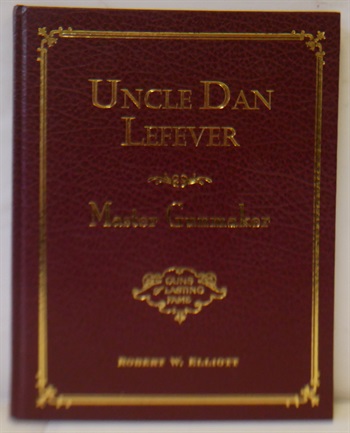 UNCLE DAN
LEFEVER
Master Gunmaker
GUNS
OF LASTING
FAME
ROBERT W. ELLIOTT